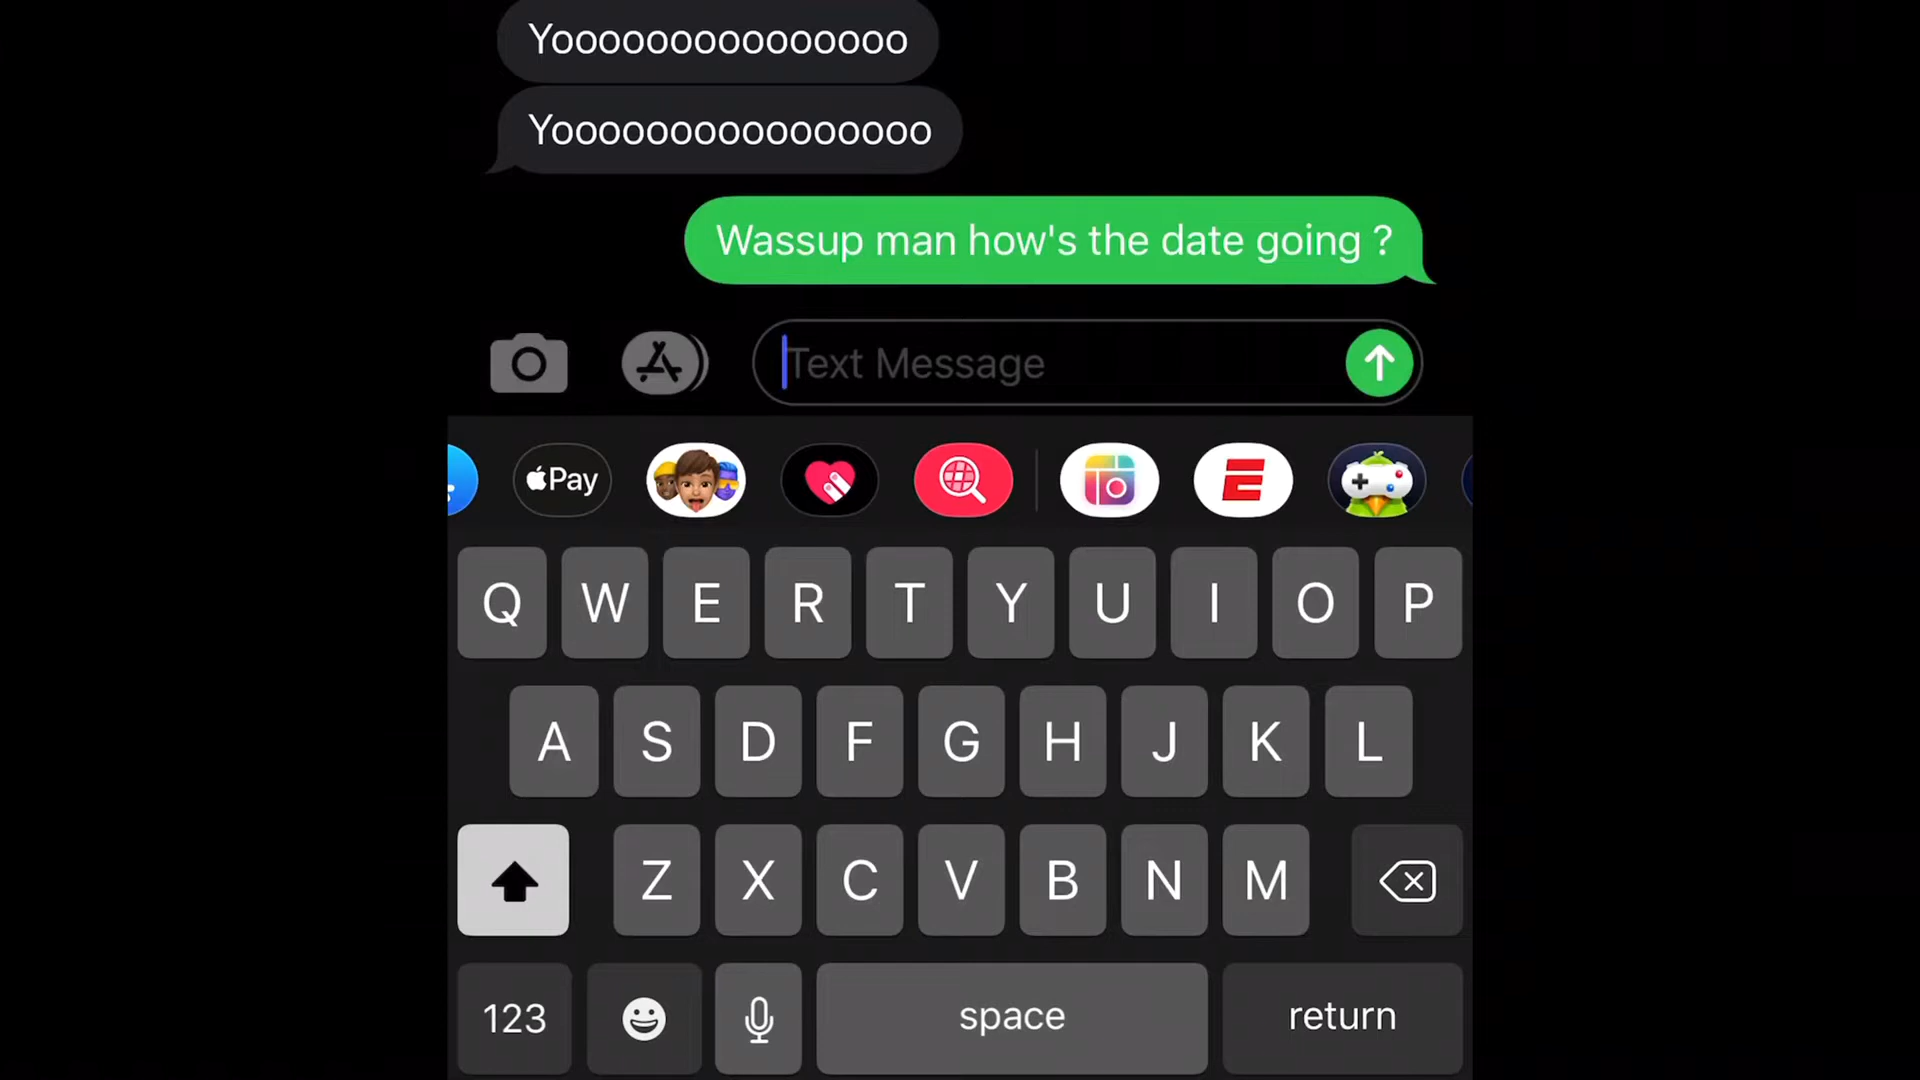 Yooooooooooooooo
Yoooooooooooooooo
Wassup man how's the date going ?
Text Message
Pay
Q W E R T Y U I O P
A S D F G H J K L
Z X C V B N M
123 space return